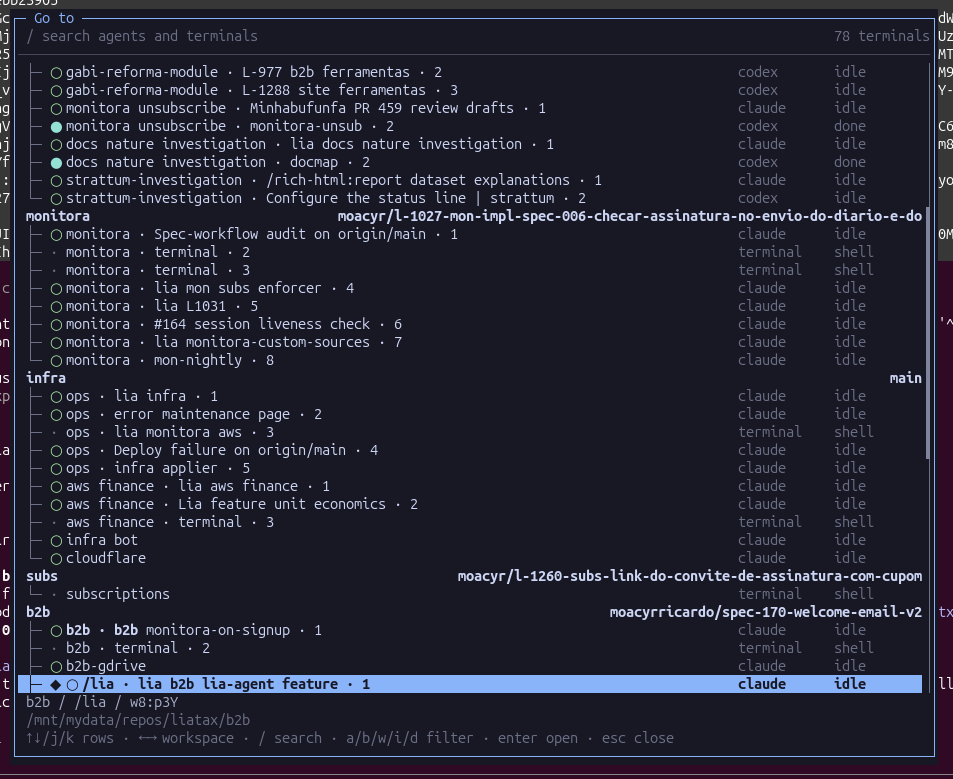 Go to
/ search agents and terminals 78 terminals
gabi-reforma-module · L-977 b2b ferramentas · 2 codex idle
gabi-reforma-module · L-1288 site ferramentas · 3 codex idle
monitora unsubscribe · Minhabufunfa PR 459 review drafts · 1 claude idle
monitora unsubscribe · monitora-unsub · 2 codex done
docs nature investigation · lia docs nature investigation · 1 claude idle
docs nature investigation · docmap · 2 codex done
strattum-investigation · /rich-html:report dataset explanations · 1 claude idle
strattum-investigation · Configure the status line | strattum · 2 claude idle
monitora moacyr/l-1027-mon-impl-spec-006-checar-assinatura-no-envio-do-diario-e-do
monitora · Spec-workflow audit on origin/main · 1 claude idle
· monitora · terminal · 2 terminal shell
· monitora · terminal · 3 terminal shell
monitora · lia mon subs enforcer · 4 claude idle
monitora · lia L1031 · 5 claude idle
monitora · #164 session liveness check · 6 claude idle
monitora · lia monitora-custom-sources · 7 claude idle
monitora · mon-nightly · 8 claude idle
infra main
ops · lia infra · 1 claude idle
ops · error maintenance page · 2 claude idle
· ops · lia monitora aws · 3 terminal shell
ops · Deploy failure on origin/main · 4 claude idle
ops · infra applier · 5 claude idle
aws finance · lia aws finance · 1 claude idle
aws finance · Lia feature unit economics · 2 claude idle
· aws finance · terminal · 3 terminal shell
infra bot claude idle
cloudflare claude idle
subs moacyr/l-1260-subs-link-do-convite-de-assinatura-com-cupom
· subscriptions terminal shell
b2b moacyrricardo/spec-170-welcome-email-v2
b2b · b2b monitora-on-signup · 1 claude idle
· b2b · terminal · 2 terminal shell
b2b-gdrive claude idle
◆ ○ /lia · lia b2b lia-agent feature · 1 claude idle
b2b / /lia / w8:p3Y
/mnt/mydata/repos/liatax/b2b
↑↓/j/k rows · ←→ workspace · / search · a/b/w/i/d filter · enter open · esc close